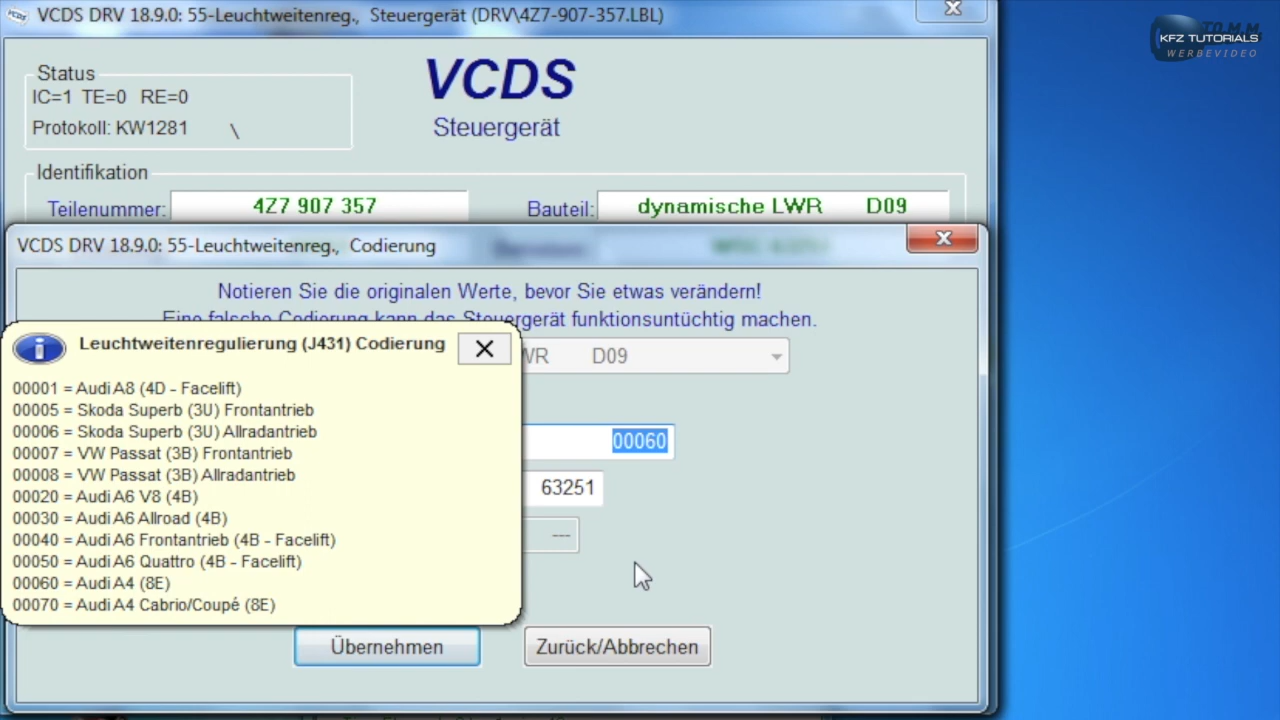 VCDS DRV 18.9.0: 55-Leuchtweitenreg., Steuergerät (DRV\4Z7-907-357.LBL)
KFZ TUTORIALS
WERBEVIDEO
Status
IC=1 TE=0 RE=0
Protokoll: KW1281 \
VCDS
Steuergerät
Identifikation
Teilenummer: 4Z7 907 357
Bauteil: dynamische LWR D09
VCDS DRV 18.9.0: 55-Leuchtweitenreg., Codierung
Notieren Sie die originalen Werte, bevor Sie etwas verändern!
Eine falsche Codierung kann das Steuergerät funktionsuntüchtig machen.
WR D09
00060
63251
---
Leuchtweitenregulierung (J431) Codierung
00001 = Audi A8 (4D - Facelift)
00005 = Skoda Superb (3U) Frontantrieb
00006 = Skoda Superb (3U) Allradantrieb
00007 = VW Passat (3B) Frontantrieb
00008 = VW Passat (3B) Allradantrieb
00020 = Audi A6 V8 (4B)
00030 = Audi A6 Allroad (4B)
00040 = Audi A6 Frontantrieb (4B - Facelift)
00050 = Audi A6 Quattro (4B - Facelift)
00060 = Audi A4 (8E)
00070 = Audi A4 Cabrio/Coupé (8E)
Übernehmen
Zurück/Abbrechen